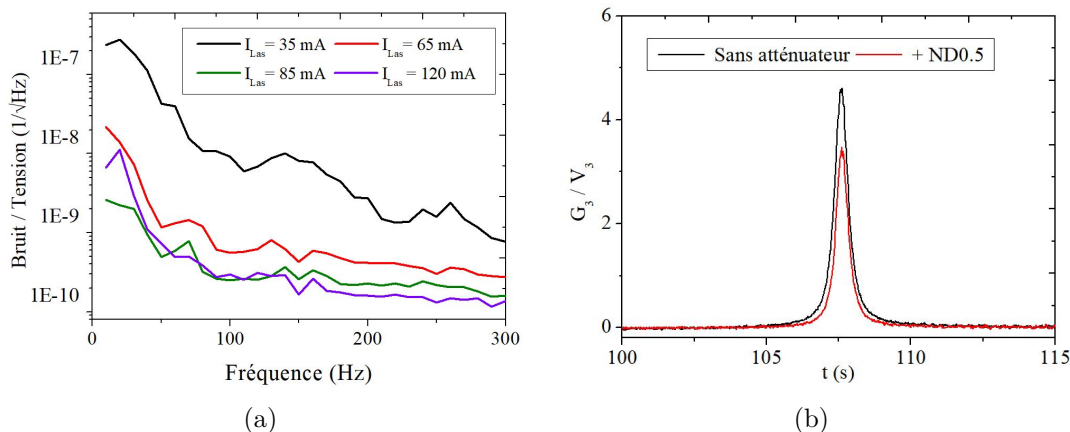 I_Las = 35 mA
I_Las = 65 mA
I_Las = 85 mA
I_Las = 120 mA
Bruit / Tension (1/√Hz)
1E-7
1E-8
1E-9
1E-10
0
100
200
300
Fréquence (Hz)
(a)
Sans atténuateur
+ ND0.5
G_3 / V_3
6
4
2
0
100
105
110
115
t (s)
(b)